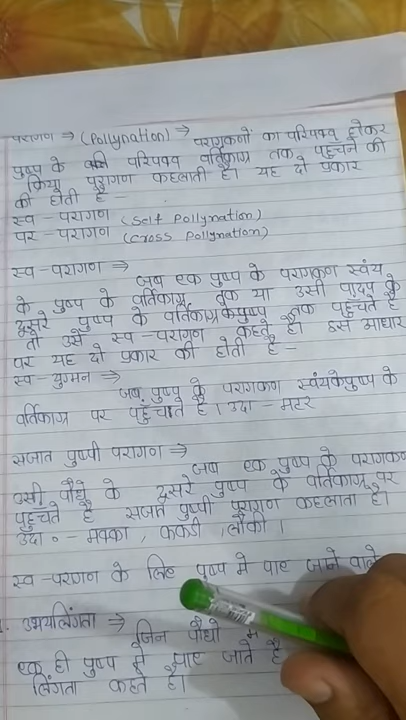 परागण ⇒ (Pollynation) ⇒ परागकणों का परिपक्व होकर
पुष्प के परिपक्व वर्तिकाग्र तक पहुंचने की
क्रिया परागण कहलाती है। यह दो प्रकार
की होती है –
स्व – परागण (Self Pollynation)
पर – परागण (Cross Pollynation)
स्व – परागण ⇒
जब एक पुष्प के परागकण स्वंय
के पुष्प के वर्तिकाग्र तक या उसी पादप के
दूसरे पुष्प के वर्तिकाग्र तक पहुंचते है
तो उसे स्व – परागण कहते है। इस आधार
पर यह दो प्रकार की होती है –
स्व – युग्मन ⇒
जब पुष्प के परागकण स्वंयकेपुष्प के
वर्तिकाग्र पर पहुँचाते है। उदा – मटर
सजात पुष्पी परागण ⇒
जब एक पुष्प के परागकण
उसी पौधे के दूसरे पुष्प के वर्तिकाग्र पर
पहुँचते है सजात पुष्पी परागण कहलाता है।
उदा ० – मक्का , ककडी , लौकी ।
स्व – परागण के लिए पुष्प मे पाए जाने वाले
उभयलिंगता ⇒
जिन पौधो मे
एक ही पुष्प मे पाए जाते है
लिंगता कहते है।